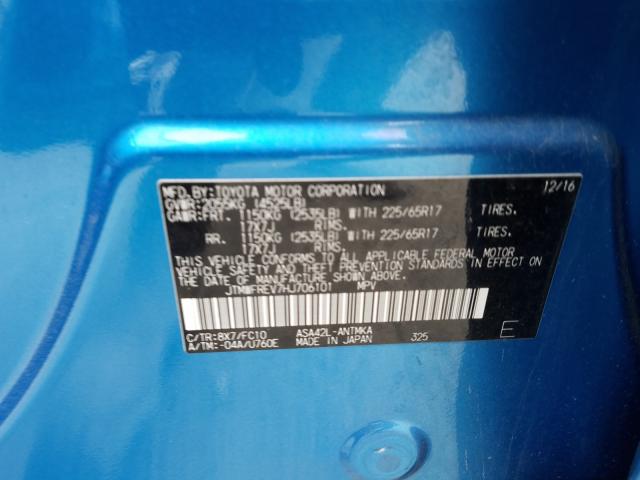 MFD. BY: TOYOTA MOTOR CORPORATION 12/16
GVWR: 2055KG (4525LB)
GAWR: FRT. 1150KG (2535LB) WITH 225/65R17 TIRES.
17X7J RIMS.
RR. 1150KG (2535LB) WITH 225/65R17 TIRES.
17X7J RIMS.
THIS VEHICLE CONFORMS TO ALL APPLICABLE FEDERAL MOTOR
VEHICLE SAFETY AND BUMPER STANDARDS IN EFFECT ON
THE DATE OF MANUFACTURE SHOWN ABOVE.
JTMWFREV7HJ706101 MPV
C/TR: 8X7/FC10 ASA42L-ANTMKA
A/TM: -04A/U760E MADE IN JAPAN 325 E